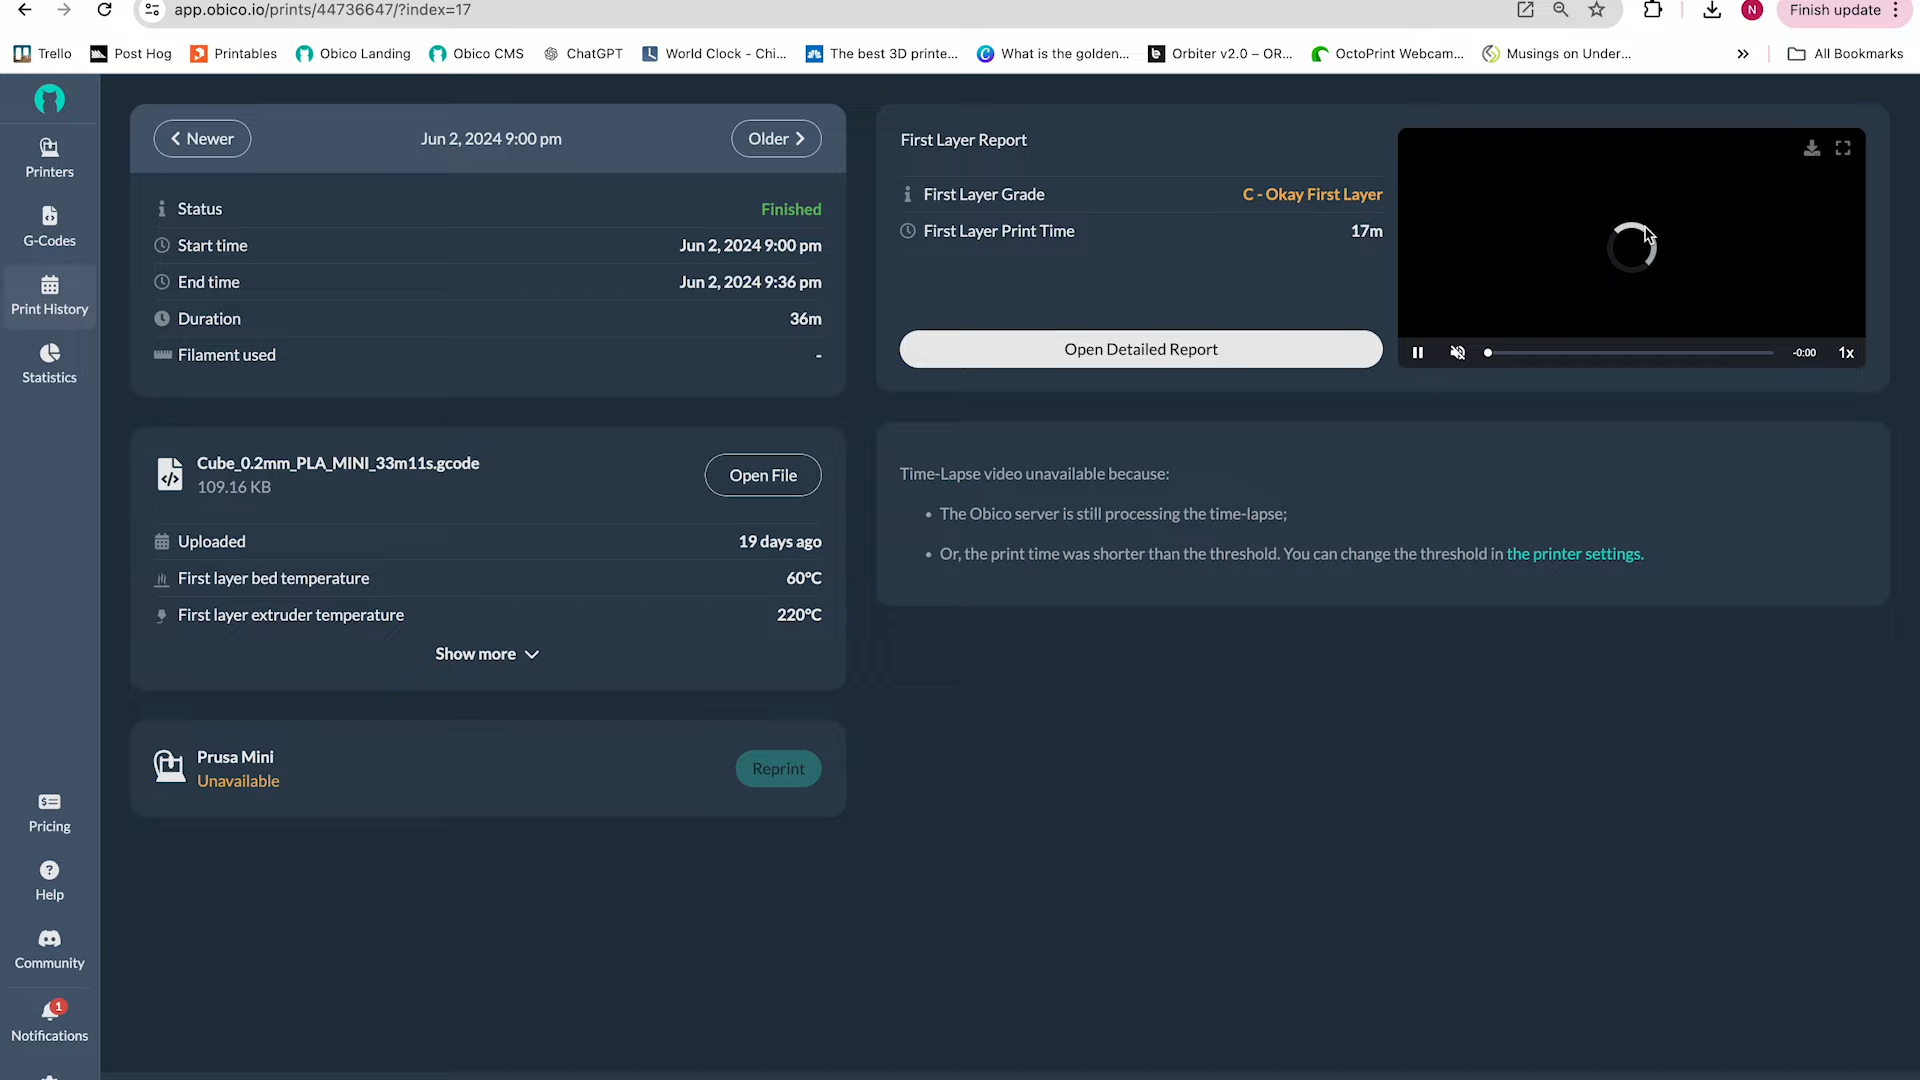 app.obico.io/prints/44736647/?index=17
N
Finish update
Trello
Post Hog
Printables
Obico Landing
Obico CMS
ChatGPT
World Clock - Chi...
The best 3D printe...
What is the golden...
Orbiter v2.0 – OR...
OctoPrint Webcam...
Musings on Under...
All Bookmarks
Printers
G-Codes
Print History
Statistics
Pricing
Help
Community
1
Notifications
Newer
Jun 2, 2024 9:00 pm
Older
Status
Finished
Start time
Jun 2, 2024 9:00 pm
End time
Jun 2, 2024 9:36 pm
Duration
36m
Filament used
-
Cube_0.2mm_PLA_MINI_33m11s.gcode
109.16 KB
Open File
Uploaded
19 days ago
First layer bed temperature
60°C
First layer extruder temperature
220°C
Show more
Prusa Mini
Unavailable
Reprint
First Layer Report
First Layer Grade
C - Okay First Layer
First Layer Print Time
17m
Open Detailed Report
-0:00
1x
Time-Lapse video unavailable because:
• The Obico server is still processing the time-lapse;
• Or, the print time was shorter than the threshold. You can change the threshold in the printer settings.